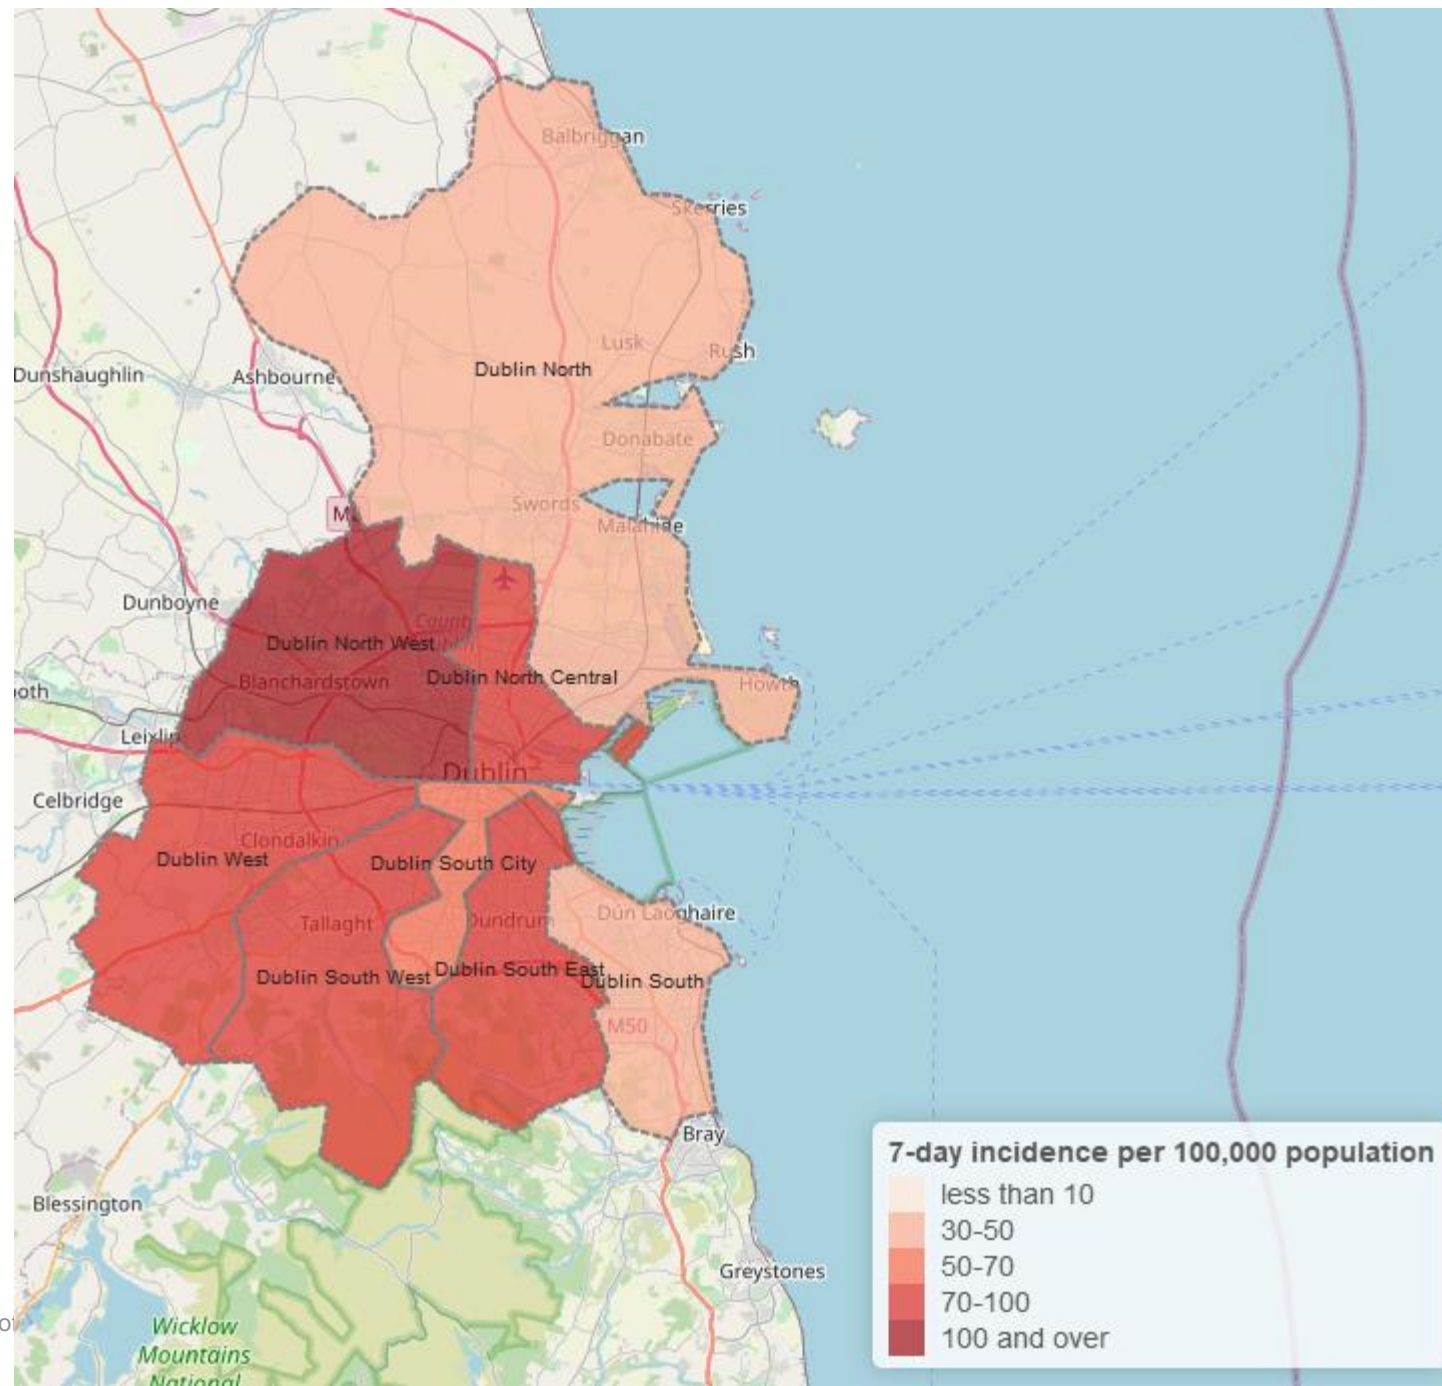 Balbriggan
Skerries
Lusk
Rush
Dublin North
Dunshaughlin
Ashbourne
Donabate
Swords
M
Malahide
Dunboyne
County
Dublin North West
Dublin North Central
Blanchardstown
Howth
oth
Leixlip
Dublin
Celbridge
Clondalkin
Dublin West
Dublin South City
Tallaght
Dundrum
Dún Laoghaire
Dublin South West
Dublin South East
Dublin South
M50
Bray
Blessington
Greystones
Wicklow
Mountains
National
7-day incidence per 100,000 population
less than 10
30-50
50-70
70-100
100 and over